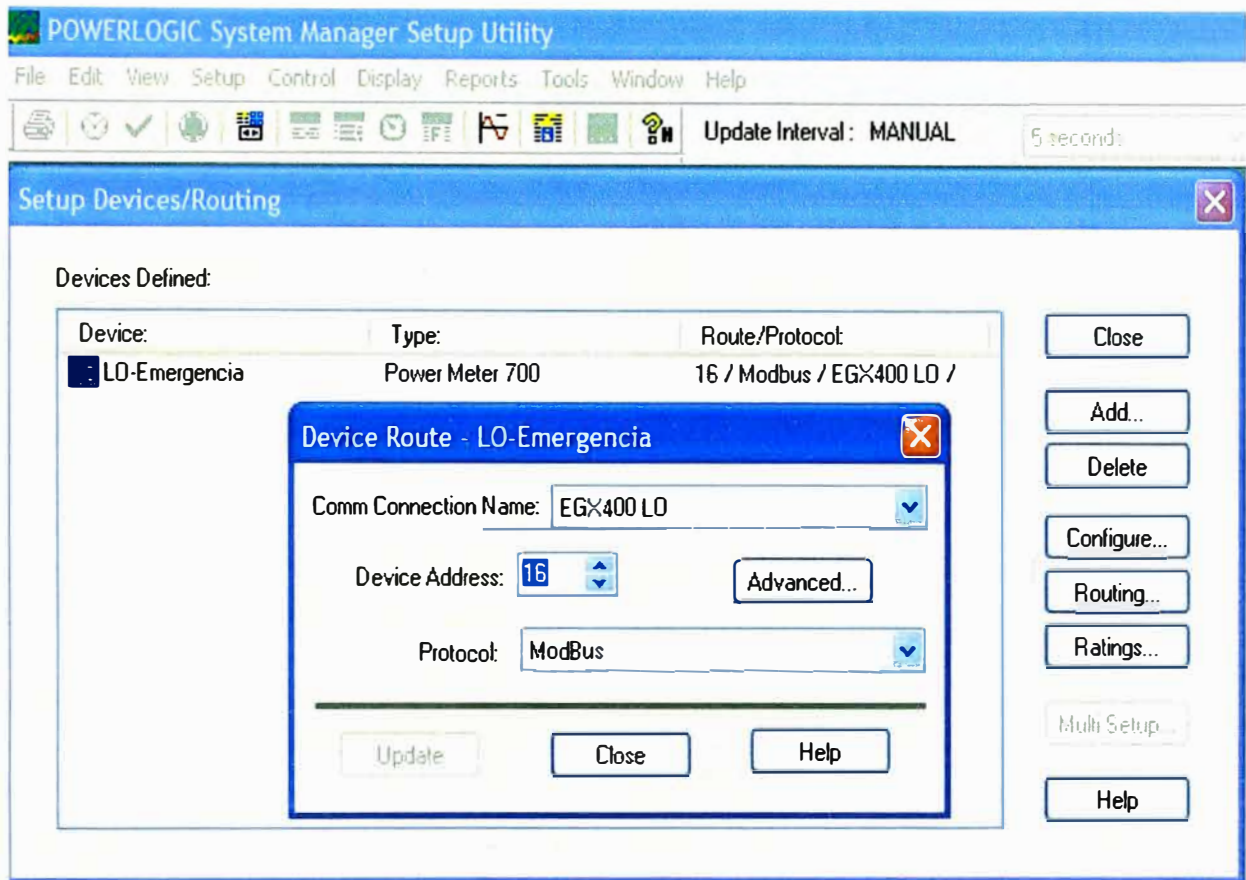 POWERLOGIC System Manager Setup Utility
File Edit View Setup Control Display Reports Tools Window Help
Update Interval: MANUAL 5 seconds
Setup Devices/Routing
Devices Defined:
Device: Type: Route/Protocol:
LO-Emergencia Power Meter 700 16 / Modbus / EGX400 LO /
Close
Add...
Delete
Configure...
Routing...
Ratings...
Multi Setup...
Help
Device Route - LO-Emergencia
Comm Connection Name: EGX400 LO
Device Address: 16 Advanced...
Protocol: ModBus
Update Close Help